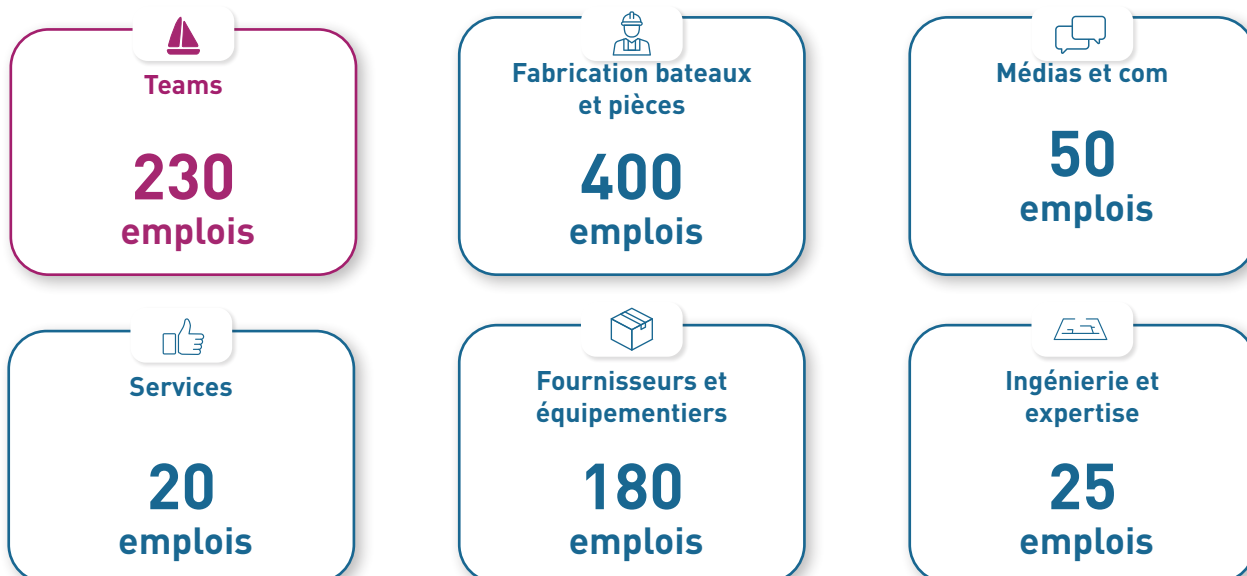 Teams
230
emplois
Fabrication bateaux
et pièces
400
emplois
Médias et com
50
emplois
Services
20
emplois
Fournisseurs et
équipementiers
180
emplois
Ingénierie et
expertise
25
emplois